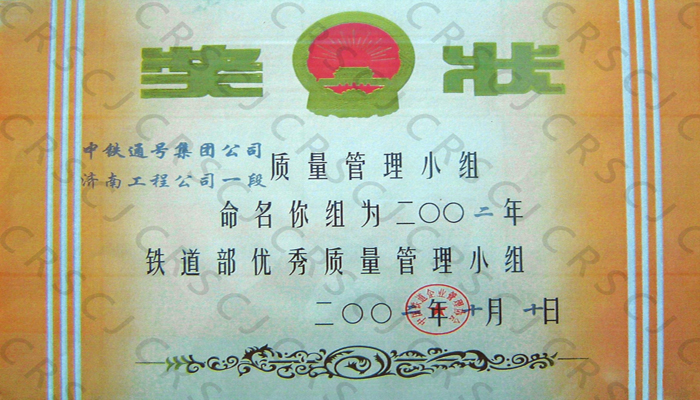 奖状
中铁通号集团公司
济南工程公司一段
质量管理小组
命名你组为二〇〇二年
铁道部优秀质量管理小组
二〇〇 年十月十日
CRSCJ